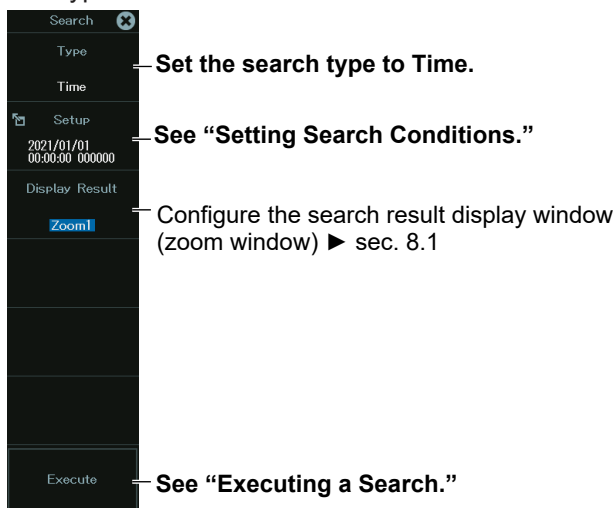 Search
Type
Set the search type to Time.
Time
Setup
See “Setting Search Conditions.”
2021/01/01
00:00:00 000000
Display Result
Configure the search result display window
(zoom window) ► sec. 8.1
Zoom1
Execute
See “Executing a Search.”